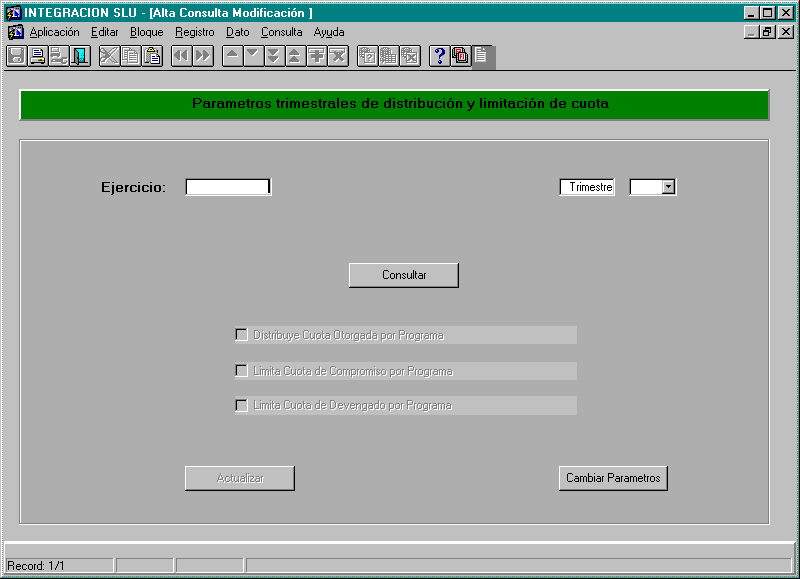 INTEGRACION SLU - [Alta Consulta Modificación ]
Aplicación Editar Bloque Registro Dato Consulta Ayuda
Parametros trimestrales de distribución y limitación de cuota
Ejercicio: Trimestre
Consultar
Distribuye Cuota Otorgada por Programa
Limita Cuota de Compromiso por Programa
Limita Cuota de Devengado por Programa
Actualizar Cambiar Parametros
Record: 1/1